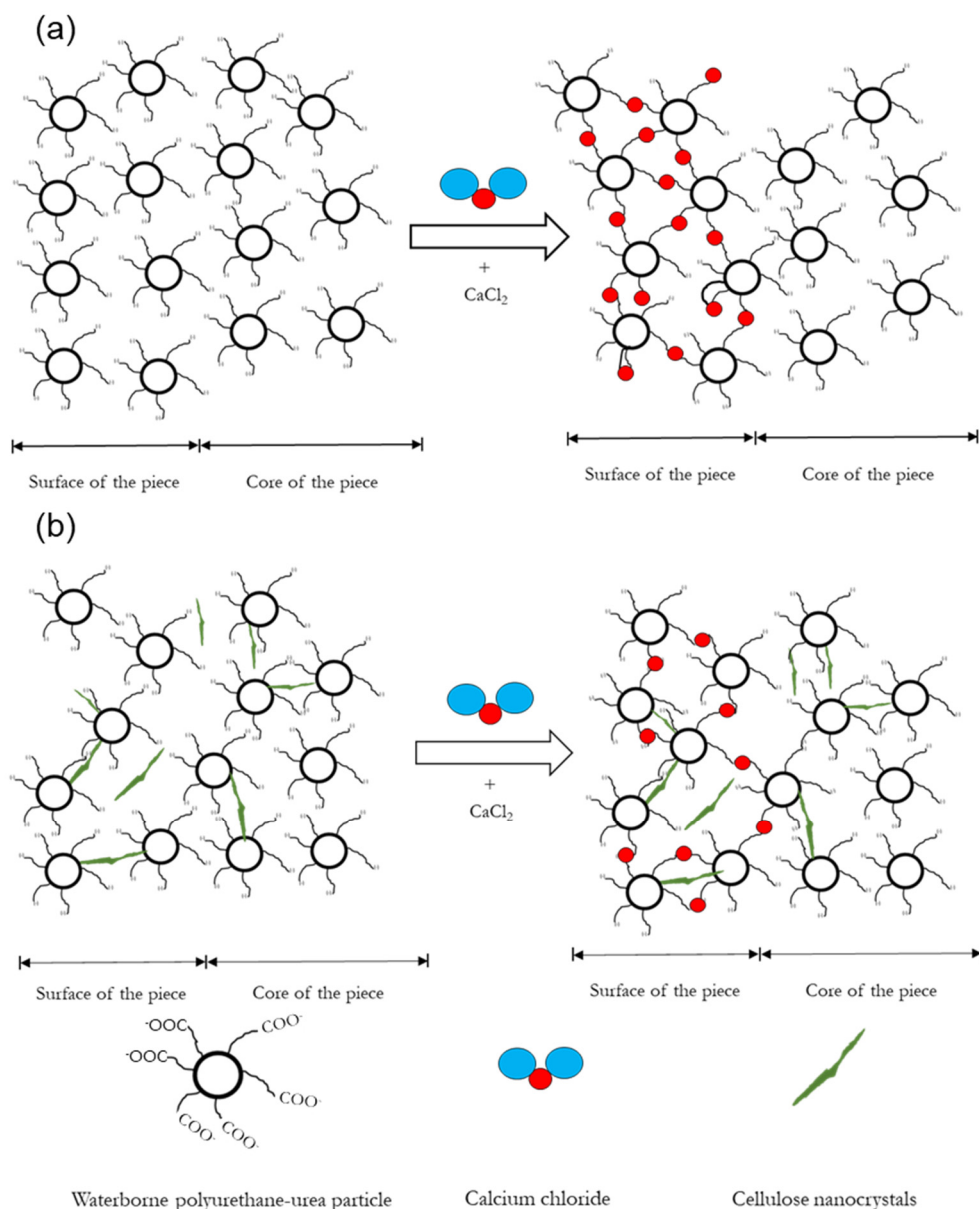 (a)
+
CaCl₂
Surface of the piece
Core of the piece
Surface of the piece
Core of the piece
(b)
+
CaCl₂
Surface of the piece
Core of the piece
Surface of the piece
Core of the piece
⁻OOC
COO⁻
⁻OOC
COO⁻
COO⁻
COO⁻
Waterborne polyurethane-urea particle
Calcium chloride
Cellulose nanocrystals